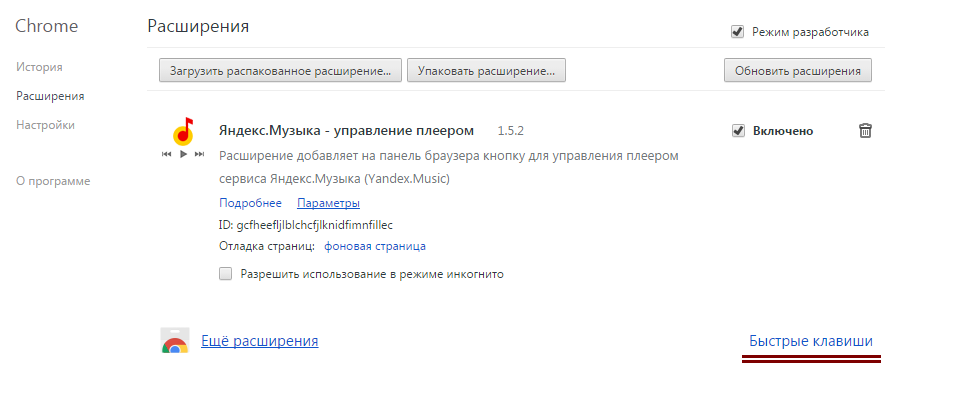 Chrome
Расширения
Режим разработчика
История
Расширения
Настройки
О программе
Загрузить распакованное расширение...
Упаковать расширение...
Обновить расширения
Яндекс.Музыка - управление плеером 1.5.2
Включено
Расширение добавляет на панель браузера кнопку для управления плеером
сервиса Яндекс.Музыка (Yandex.Music)
Подробнее Параметры
ID: gcfheefljlblchcfjlknidfimnfillec
Отладка страниц: фоновая страница
Разрешить использование в режиме инкогнито
Ещё расширения
Быстрые клавиши